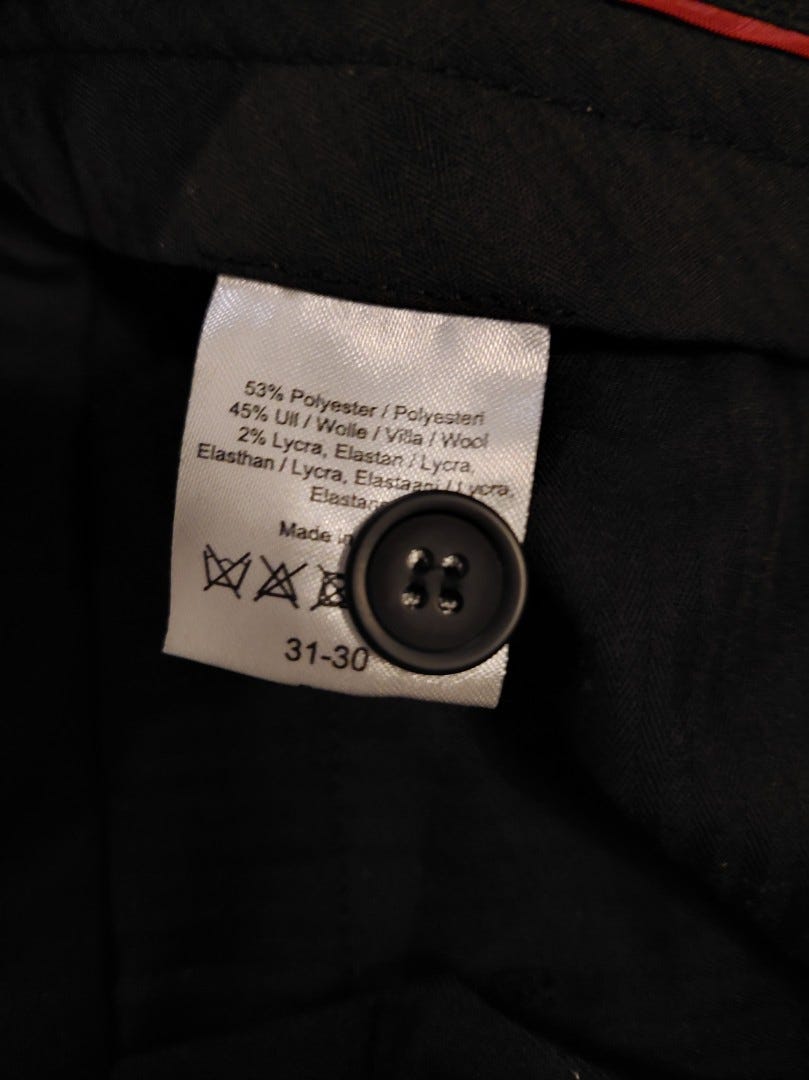 53% Polyester / Polyesteri
45% Ull / Wolle / Villa / Wool
2% Lycra, Elastan / Lycra,
Elasthan / Lycra, Elastaani / Lycra,
Made in
31-30